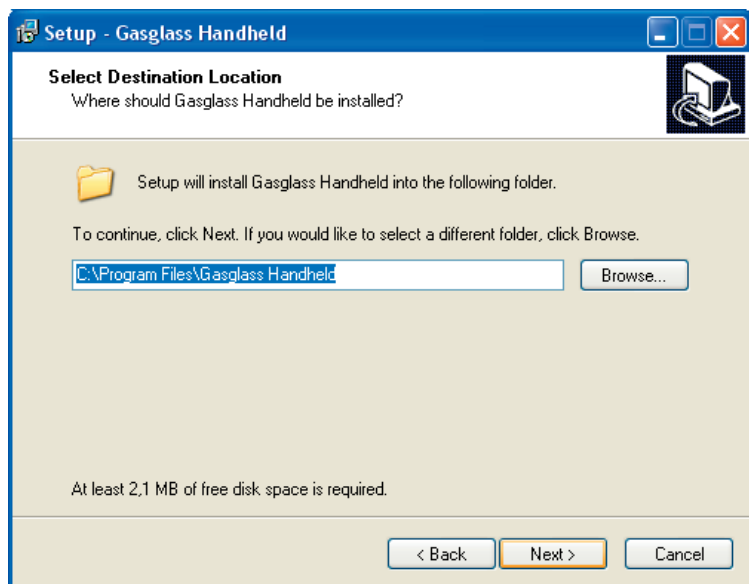 Setup - Gasglass Handheld
Select Destination Location
Where should Gasglass Handheld be installed?
Setup will install Gasglass Handheld into the following folder.
To continue, click Next. If you would like to select a different folder, click Browse.
C:\Program Files\Gasglass Handheld
Browse...
At least 2,1 MB of free disk space is required.
< Back
Next >
Cancel